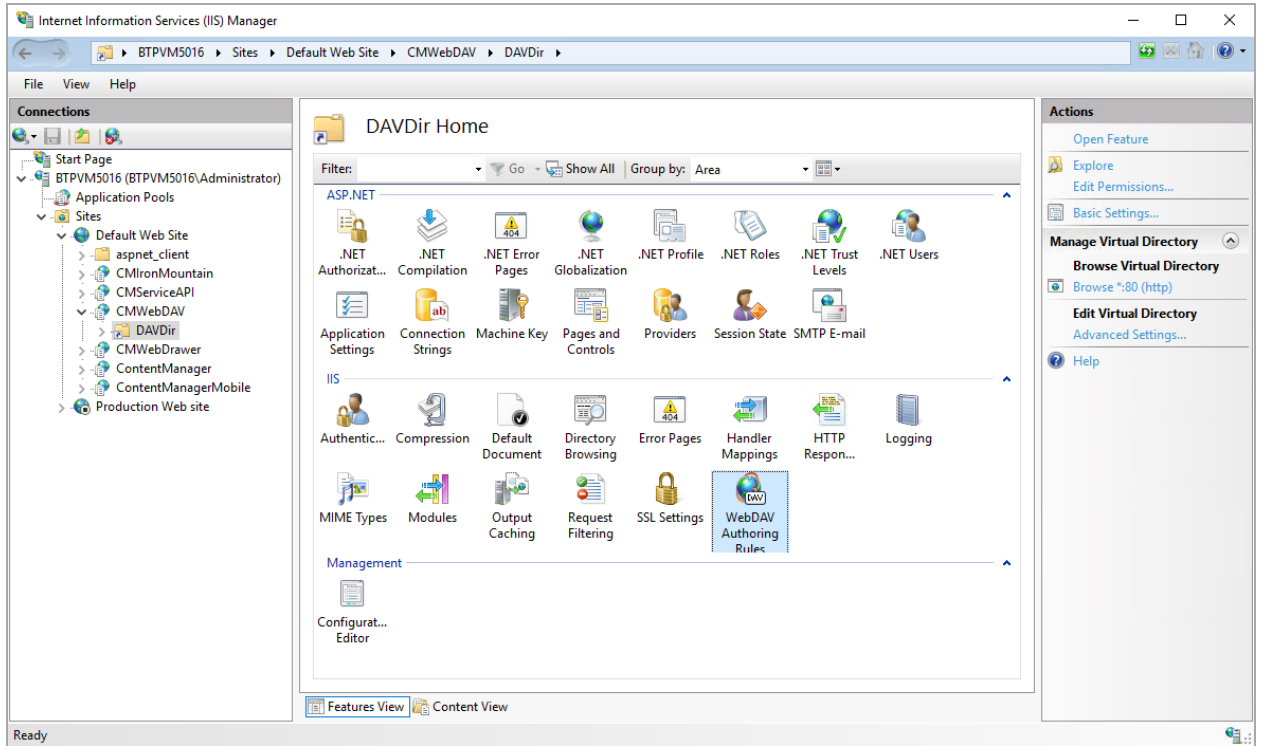 Internet Information Services (IIS) Manager
BTPVM5016 Sites Default Web Site CMWebDAV DAVDir
File View Help
Connections
Start Page
BTPVM5016 (BTPVM5016\Administrator)
Application Pools
Sites
Default Web Site
aspnet_client
CMIronMountain
CMServiceAPI
CMWebDAV
DAVDir
CMWebDrawer
ContentManager
ContentManagerMobile
Production Web site
DAVDir Home
Filter: Go Show All Group by: Area
ASP.NET
404
.NET .NET .NET Error .NET .NET Profile .NET Roles .NET Trust .NET Users
Authorizat... Compilation Pages Globalization Levels
ab
Application Connection Machine Key Pages and Providers Session State SMTP E-mail
Settings Strings Controls
IIS
404
Authentic... Compression Default Directory Error Pages Handler HTTP Logging
Document Browsing Mappings Respon...
DAV
MIME Types Modules Output Request SSL Settings WebDAV
Caching Filtering Authoring
Rules
Management
Configurat...
Editor
Features View Content View
Actions
Open Feature
Explore
Edit Permissions...
Basic Settings...
Manage Virtual Directory
Browse Virtual Directory
Browse *:80 (http)
Edit Virtual Directory
Advanced Settings...
Help
Ready